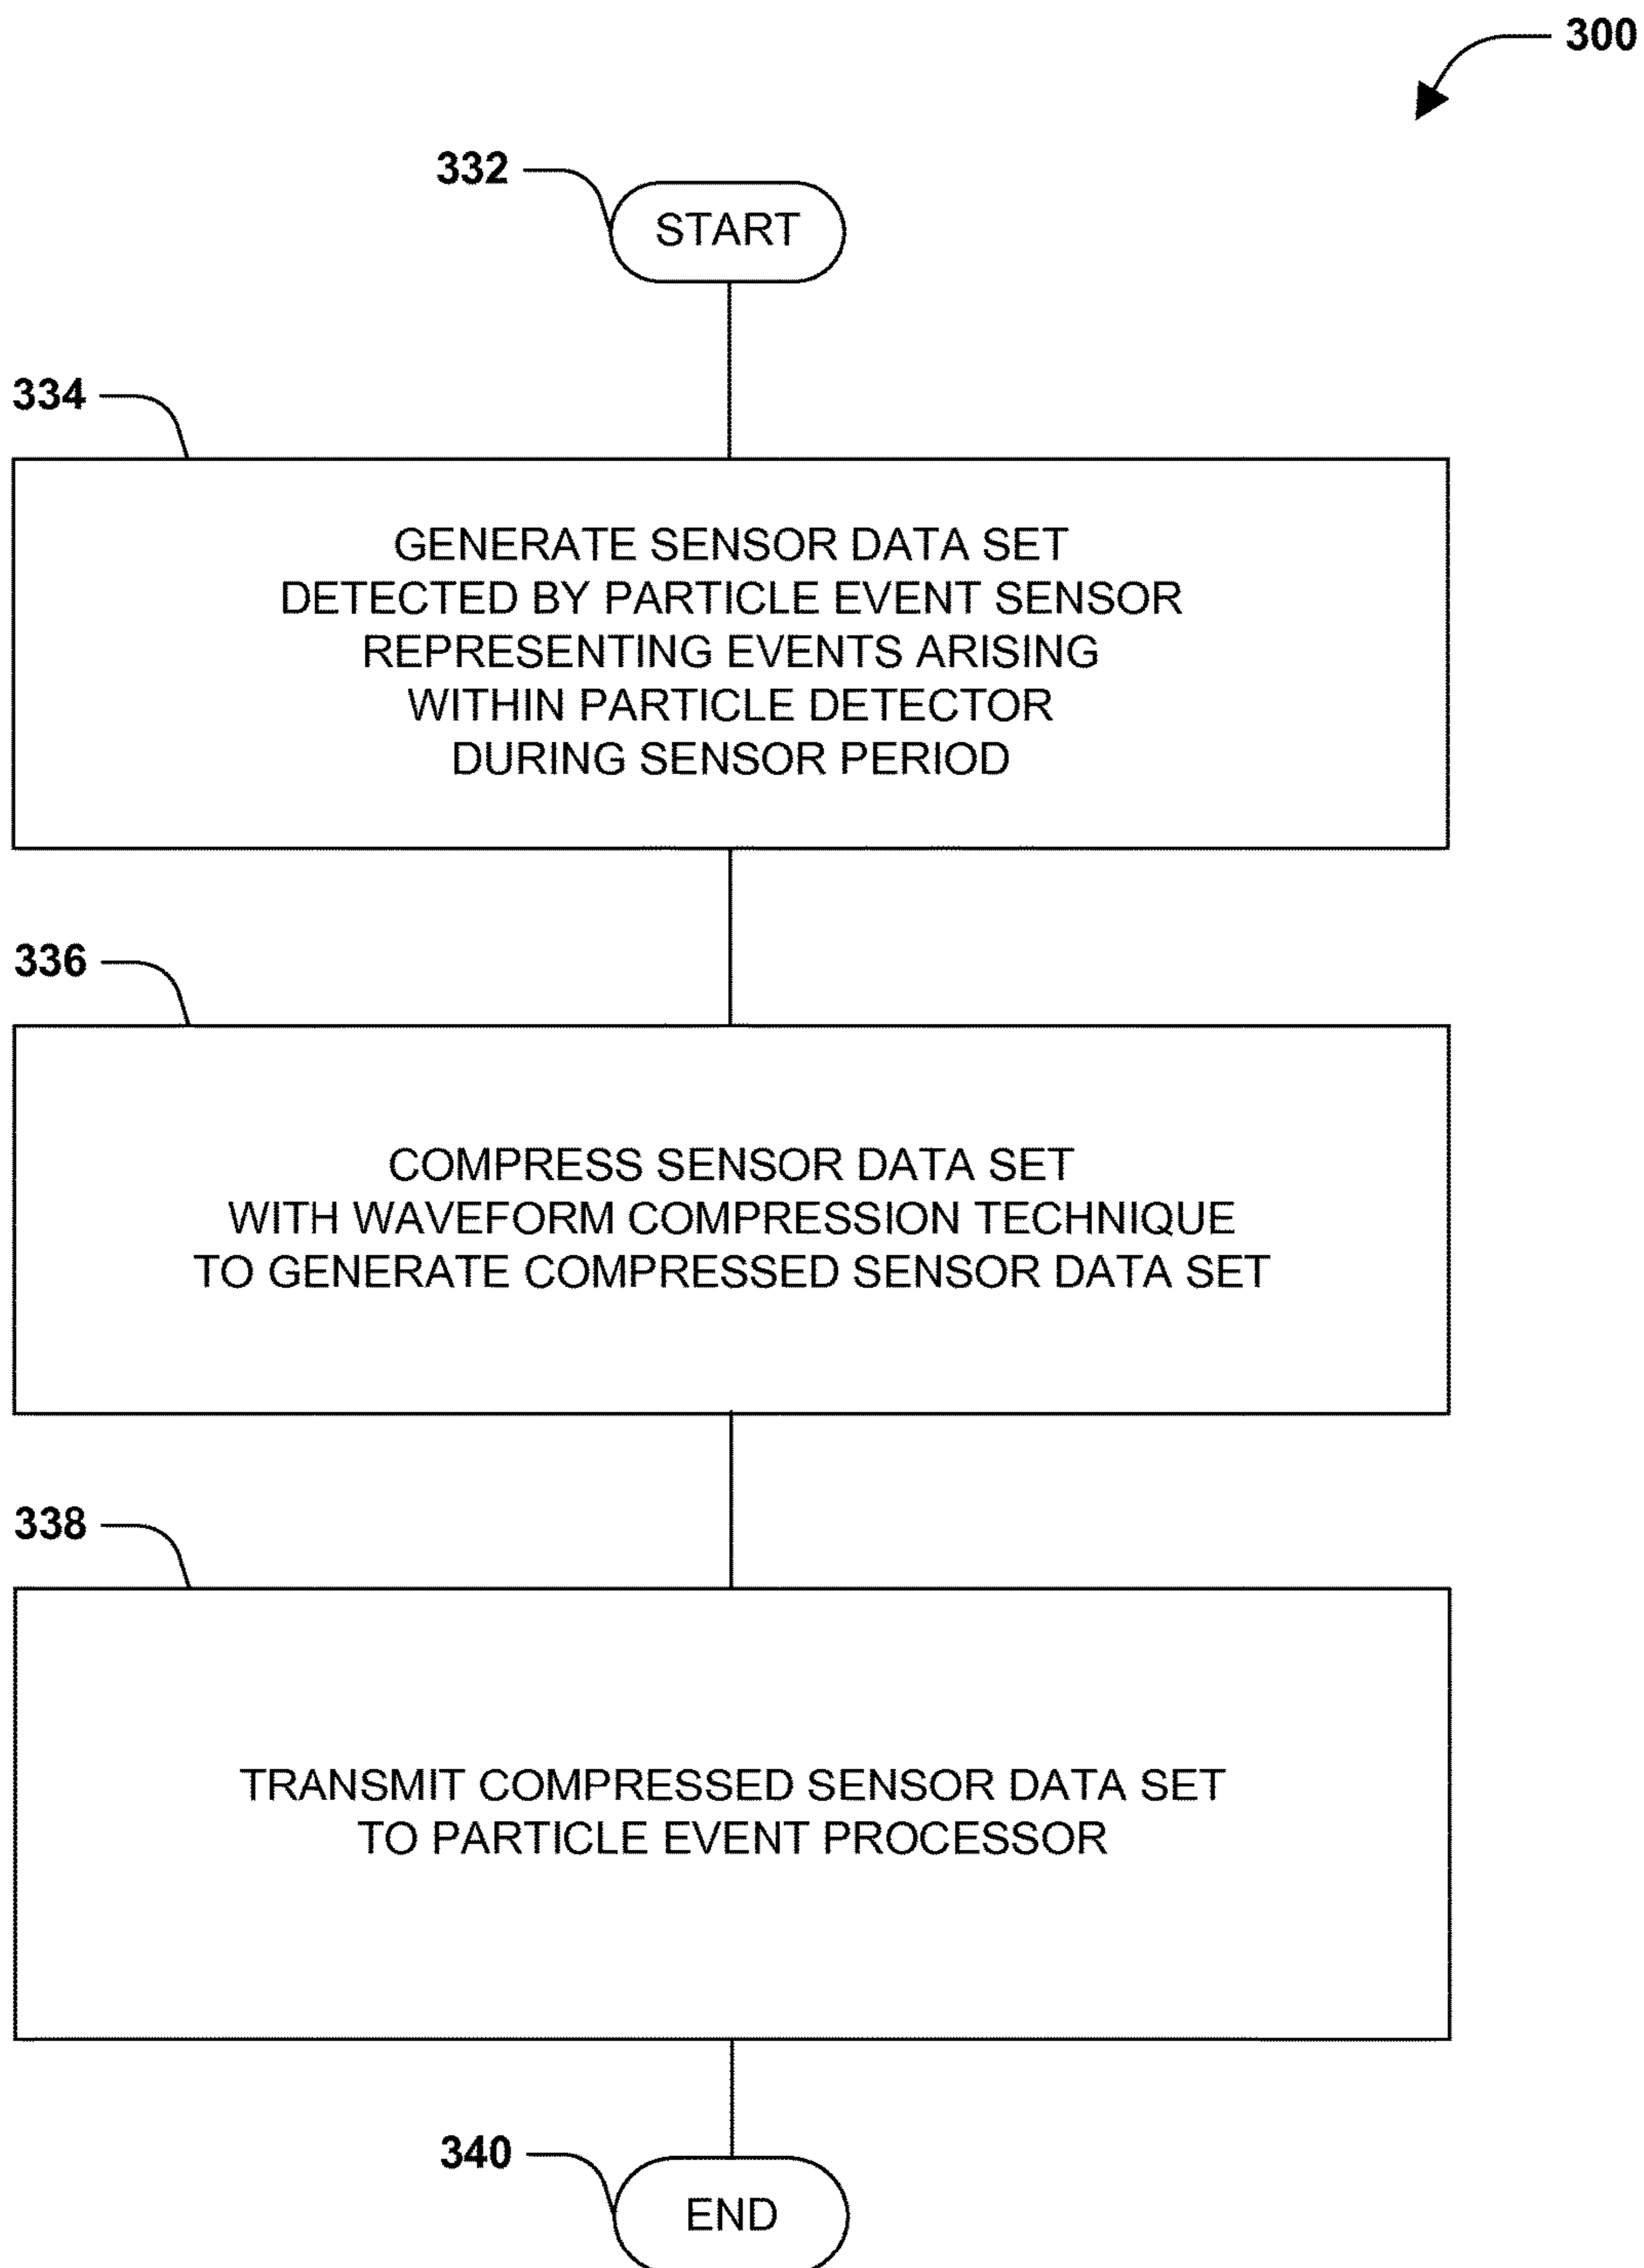 300
332
START
334
GENERATE SENSOR DATA SET
DETECTED BY PARTICLE EVENT SENSOR
REPRESENTING EVENTS ARISING
WITHIN PARTICLE DETECTOR
DURING SENSOR PERIOD
336
COMPRESS SENSOR DATA SET
WITH WAVEFORM COMPRESSION TECHNIQUE
TO GENERATE COMPRESSED SENSOR DATA SET
338
TRANSMIT COMPRESSED SENSOR DATA SET
TO PARTICLE EVENT PROCESSOR
340
END